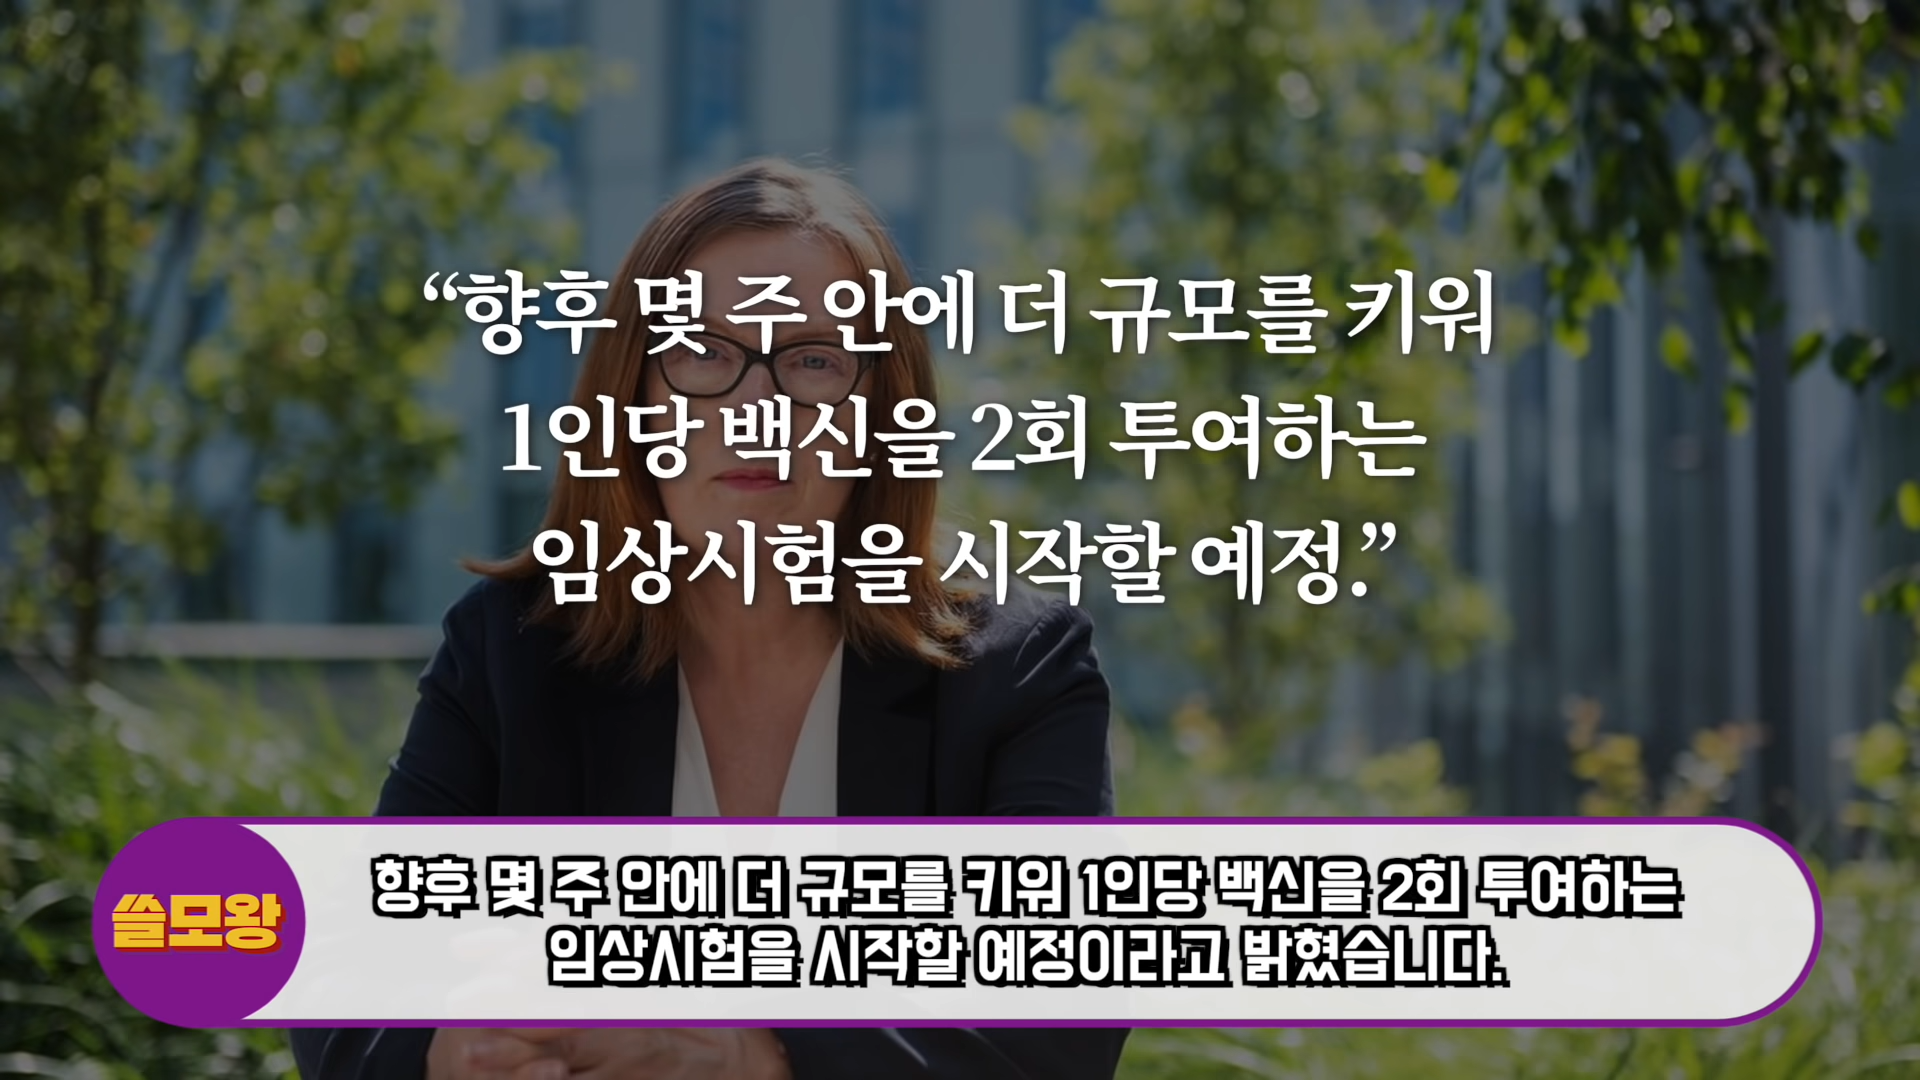 “향후 몇 주 안에 더 규모를 키워
1인당 백신을 2회 투여하는
임상시험을 시작할 예정.”
쓸모왕
향후 몇 주 안에 더 규모를 키워 1인당 백신을 2회 투여하는
임상시험을 시작할 예정이라고 밝혔습니다.